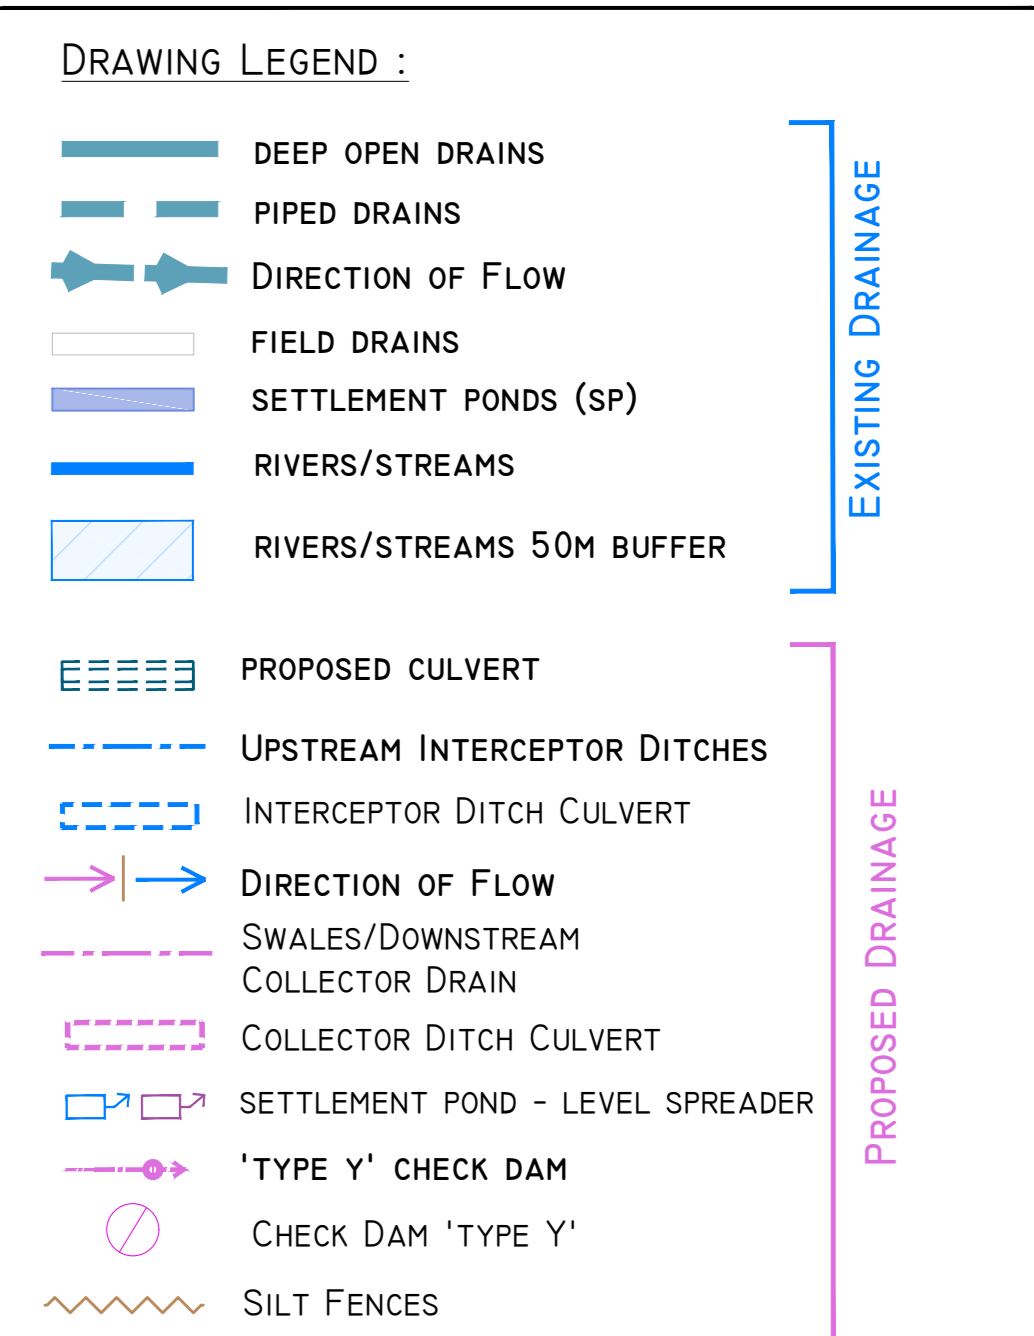 Drawing Legend :
DEEP OPEN DRAINS
PIPED DRAINS
Direction of Flow
FIELD DRAINS
SETTLEMENT PONDS (SP)
RIVERS/STREAMS
RIVERS/STREAMS 50M BUFFER
Existing Drainage
PROPOSED CULVERT
Upstream Interceptor Ditches
Interceptor Ditch Culvert
Direction of Flow
Swales/Downstream
Collector Drain
Collector Ditch Culvert
SETTLEMENT POND - LEVEL SPREADER
'TYPE Y' CHECK DAM
Check Dam 'type Y'
Silt Fences
Proposed Drainage